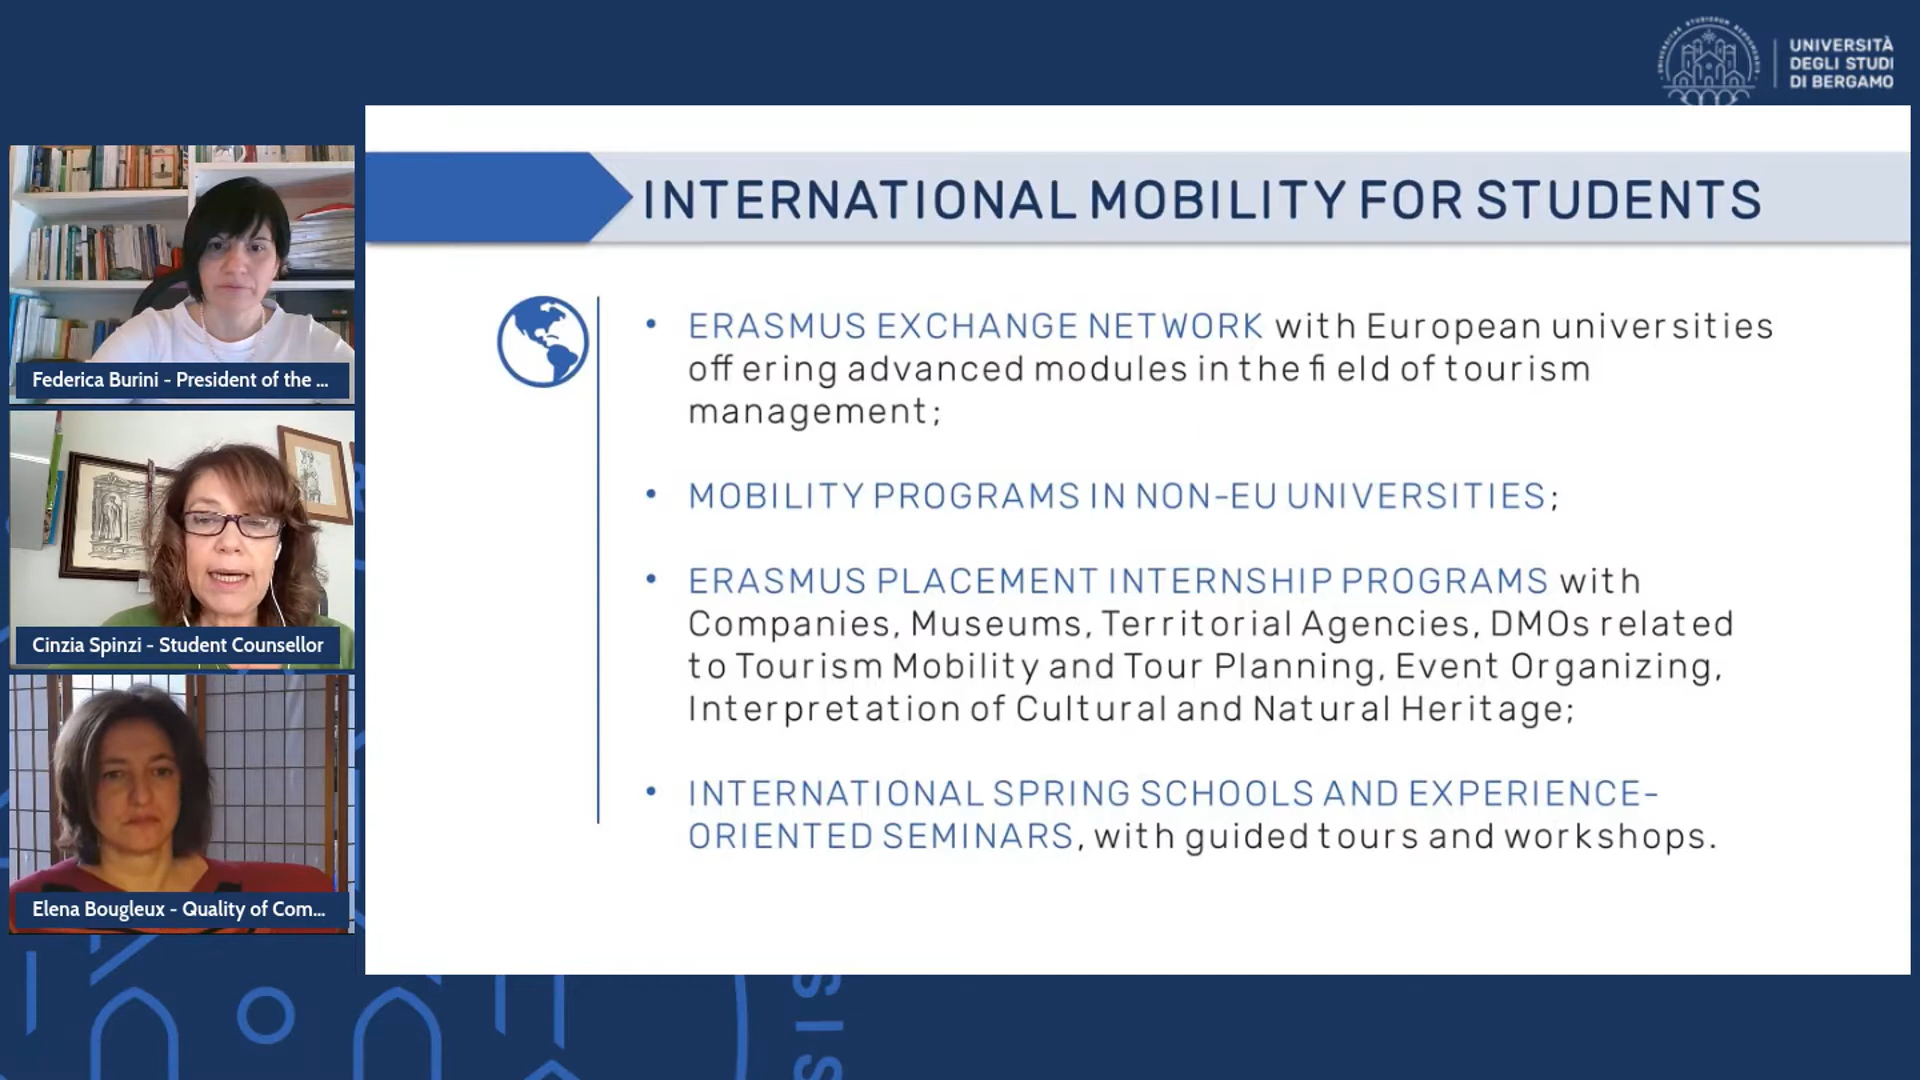 UNIVERSITÀ
DEGLI STUDI
DI BERGAMO
INTERNATIONAL MOBILITY FOR STUDENTS
• ERASMUS EXCHANGE NETWORK with European universities
offering advanced modules in the field of tourism
management;
• MOBILITY PROGRAMS IN NON-EU UNIVERSITIES;
• ERASMUS PLACEMENT INTERNSHIP PROGRAMS with
Companies, Museums, Territorial Agencies, DMOs related
to Tourism Mobility and Tour Planning, Event Organizing,
Interpretation of Cultural and Natural Heritage;
• INTERNATIONAL SPRING SCHOOLS AND EXPERIENCE-
ORIENTED SEMINARS, with guided tours and workshops.
Federica Burini - President of the ...
Cinzia Spinzi - Student Counsellor
Elena Bougleux - Quality of Com...
SIS